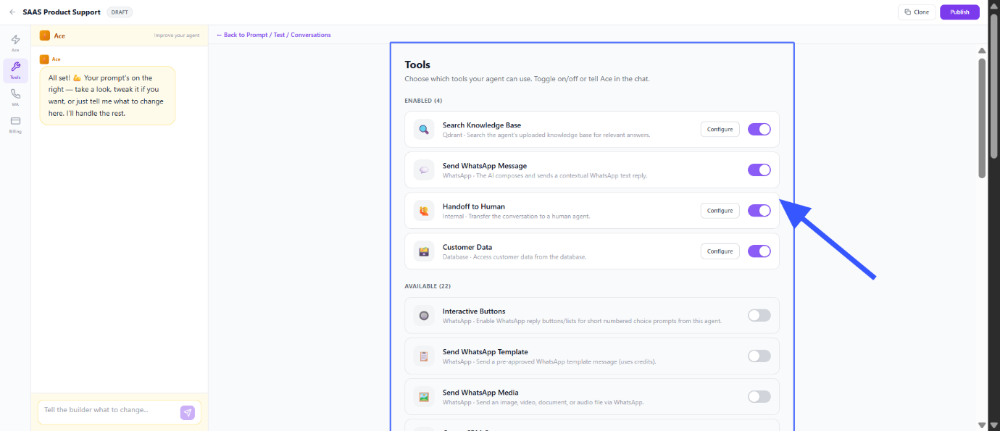 SAAS Product Support DRAFT
Clone
Publish
Ace
Tools
WA
Billing
Ace
Improve your agent
Ace
All set! 💪 Your prompt's on the
right — take a look, tweak it if you
want, or just tell me what to change
here. I'll handle the rest.
Tell the builder what to change...
← Back to Prompt / Test / Conversations
Tools
Choose which tools your agent can use. Toggle on/off or tell Ace in the chat.
ENABLED (4)
Search Knowledge Base
Qdrant · Search the agent's uploaded knowledge base for relevant answers.
Configure
Send WhatsApp Message
WhatsApp · The AI composes and sends a contextual WhatsApp text reply.
Handoff to Human
Internal · Transfer the conversation to a human agent.
Configure
Customer Data
Database · Access customer data from the database.
Configure
AVAILABLE (22)
Interactive Buttons
WhatsApp · Enable WhatsApp reply buttons/lists for short numbered choice prompts from this agent.
Send WhatsApp Template
WhatsApp · Send a pre-approved WhatsApp template message (uses credits).
Send WhatsApp Media
WhatsApp · Send an image, video, document, or audio file via WhatsApp.